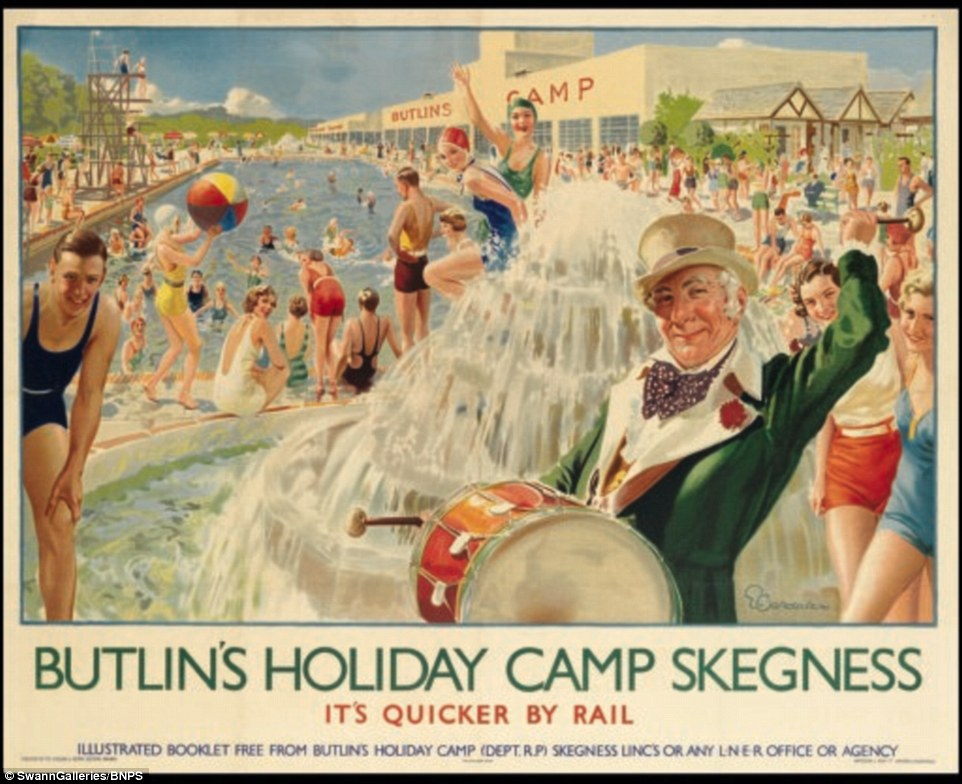 BUTLINS CAMP
BUTLIN'S HOLIDAY CAMP SKEGNESS
IT'S QUICKER BY RAIL
ILLUSTRATED BOOKLET FREE FROM BUTLIN'S HOLIDAY CAMP (DEPT. R.P) SKEGNESS LINC'S OR ANY L·N·E·R OFFICE OR AGENCY
© SwannGalleries/BNPS